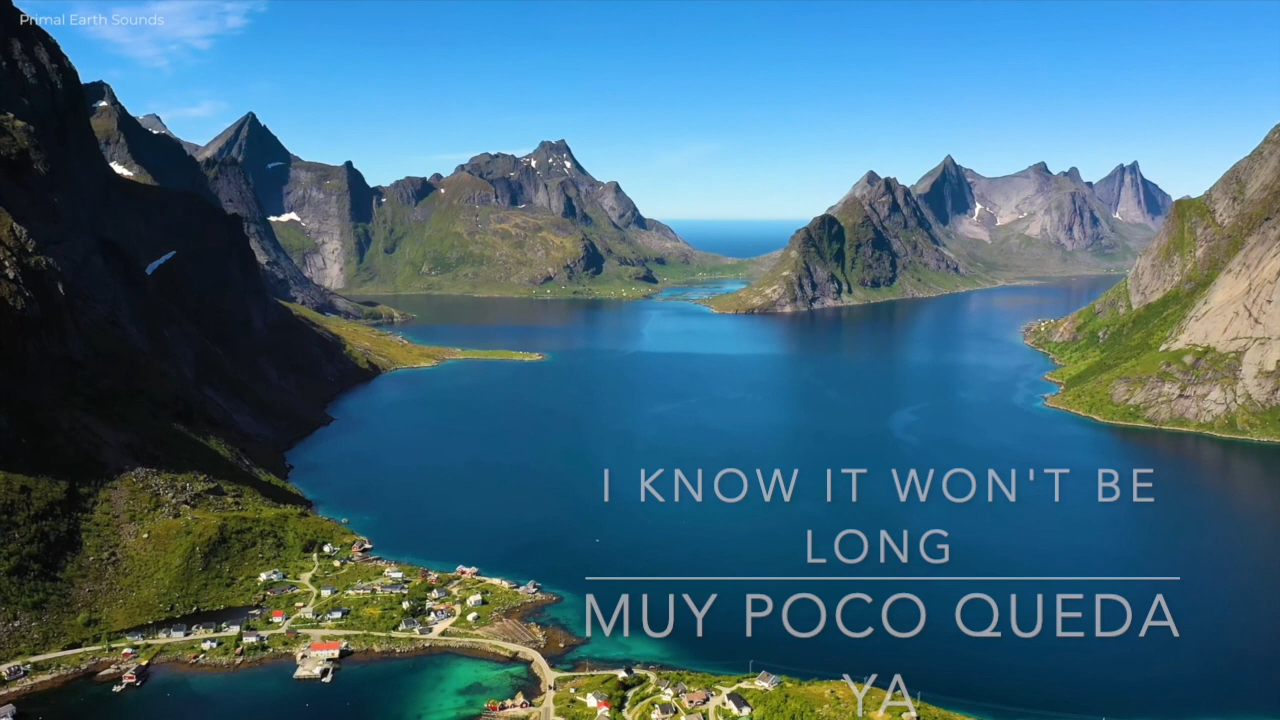 Primal Earth Sounds
I KNOW IT WON'T BE
LONG
MUY POCO QUEDA
YA